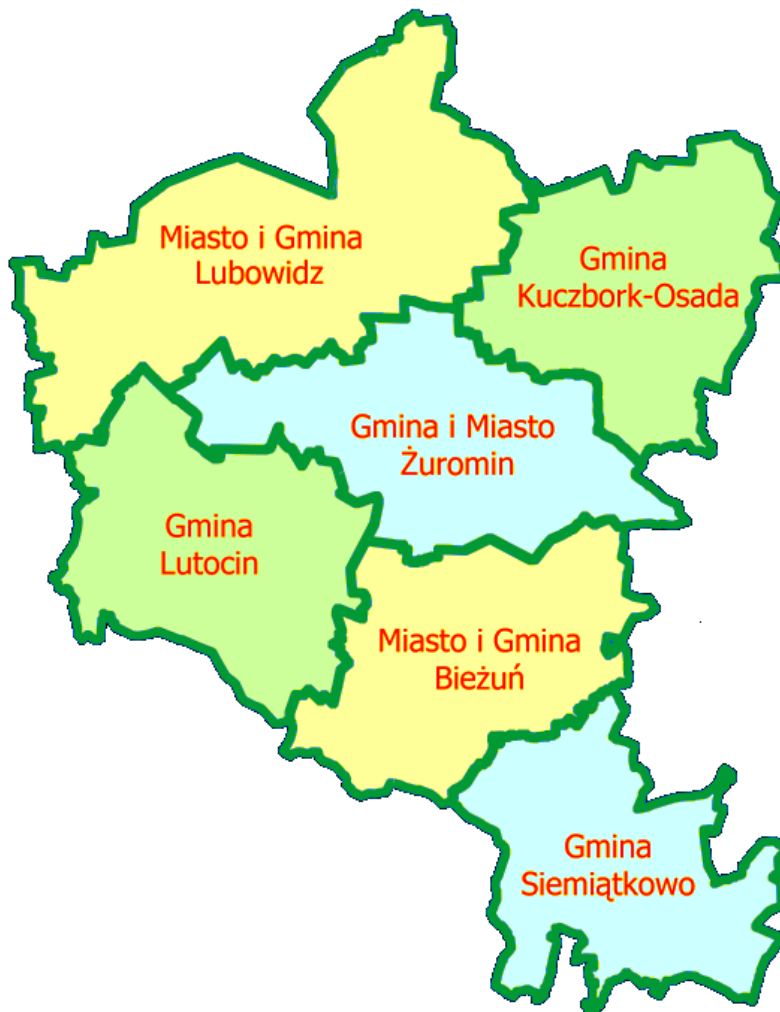 Miasto i Gmina
Lubowidz
Gmina
Kuczbork-Osada
Gmina i Miasto
Żuromin
Gmina
Lutocin
Miasto i Gmina
Bieżuń
Gmina
Siemiątkowo